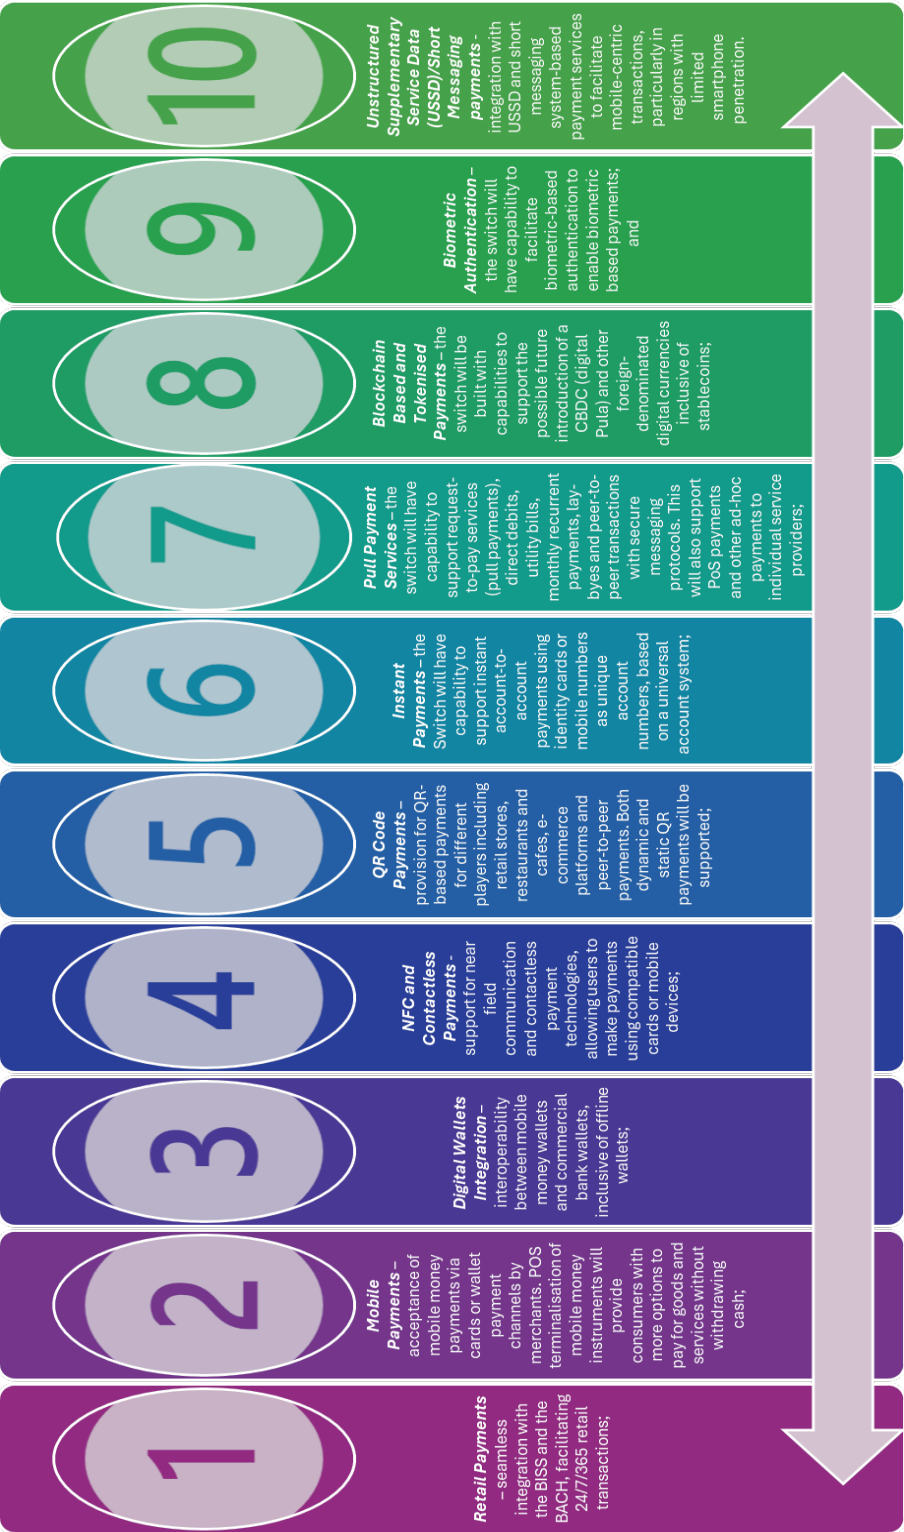 1
Retail Payments
– seamless
integration with
the BISS and the
BACH, facilitating
24/7/365 retail
transactions;
2
Mobile
Payments –
acceptance of
mobile money
payments via
cards or wallet
payment
channels by
merchants. POS
terminalisation of
mobile money
instruments will
provide
consumers with
more options to
pay for goods and
services without
withdrawing
cash;
3
Digital Wallets
Integration –
interoperability
between mobile
money wallets
and commercial
bank wallets,
inclusive of offline
wallets;
4
NFC and
Contactless
Payments -
support for near
field
communication
and contactless
payment
technologies,
allowing users to
make payments
using compatible
cards or mobile
devices;
5
QR Code
Payments –
provision for QR-
based payments
for different
players including
retail stores,
restaurants and
cafes, e-
commerce
platforms and
peer-to-peer
payments. Both
dynamic and
static QR
payments will be
supported;
6
Instant
Payments – the
Switch will have
capability to
support instant
account-to-
account
payments using
identity cards or
mobile numbers
as unique
account
numbers, based
on a universal
account system;
7
Pull Payment
Services – the
switch will have
capability to
support request-
to-pay services
(pull payments),
direct debits,
utility bills,
monthly recurrent
payments, lay-
byes and peer-to-
peer transactions
with secure
messaging
protocols. This
will also support
PoS payments
and other ad-hoc
payments to
individual service
providers;
8
Blockchain
Based and
Tokenised
Payments – the
switch will be
built with
capabilities to
support the
possible future
introduction of a
CBDC (digital
Pula) and other
foreign-
denominated
digital currencies
inclusive of
stablecoins;
9
Biometric
Authentication –
the switch will
have capability to
facilitate
biometric-based
authentication to
enable biometric
based payments;
and
10
Unstructured
Supplementary
Service Data
(USSD)/Short
Messaging
payments -
integration with
USSD and short
messaging
system-based
payment services
to facilitate
mobile-centric
transactions,
particularly in
regions with
limited
smartphone
penetration.